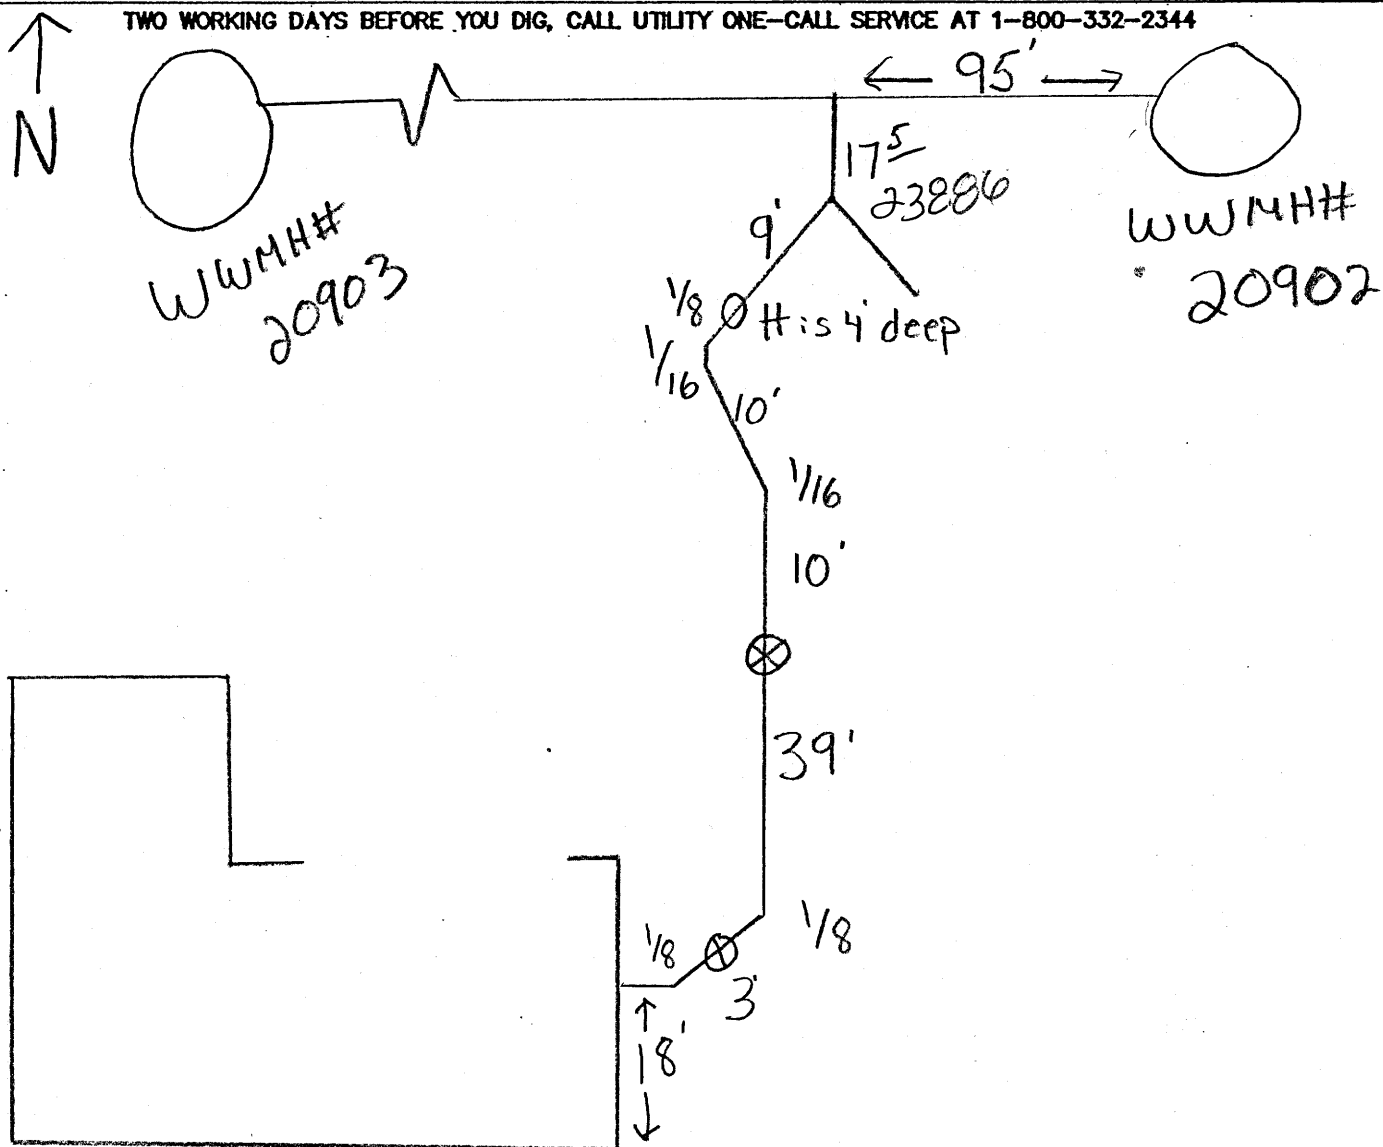 TWO WORKING DAYS BEFORE YOU DIG, CALL UTILITY ONE-CALL SERVICE AT 1-800-332-2344
N
← 95' →
17 5
23886
WWMH#
20903
WWMH#
20902
9'
1/8
It is 4' deep
1/16
10'
1/16
10'
39'
1/8
1/8
3'
18'